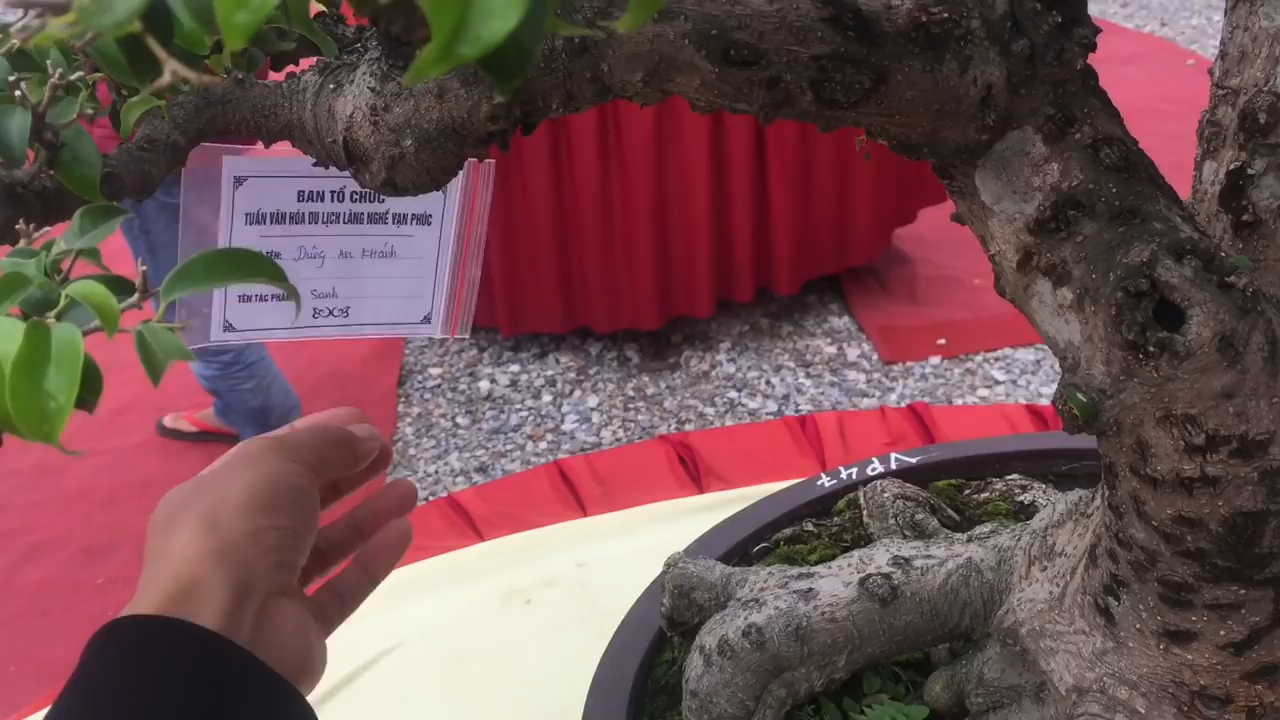 BAN TỔ CHỨC
TUẦN VĂN HÓA DU LỊCH LÀNG NGHỀ VẠN PHÚC
TÊN: Dũng An Khánh
TÊN TÁC PHẨM Sanh
VP47